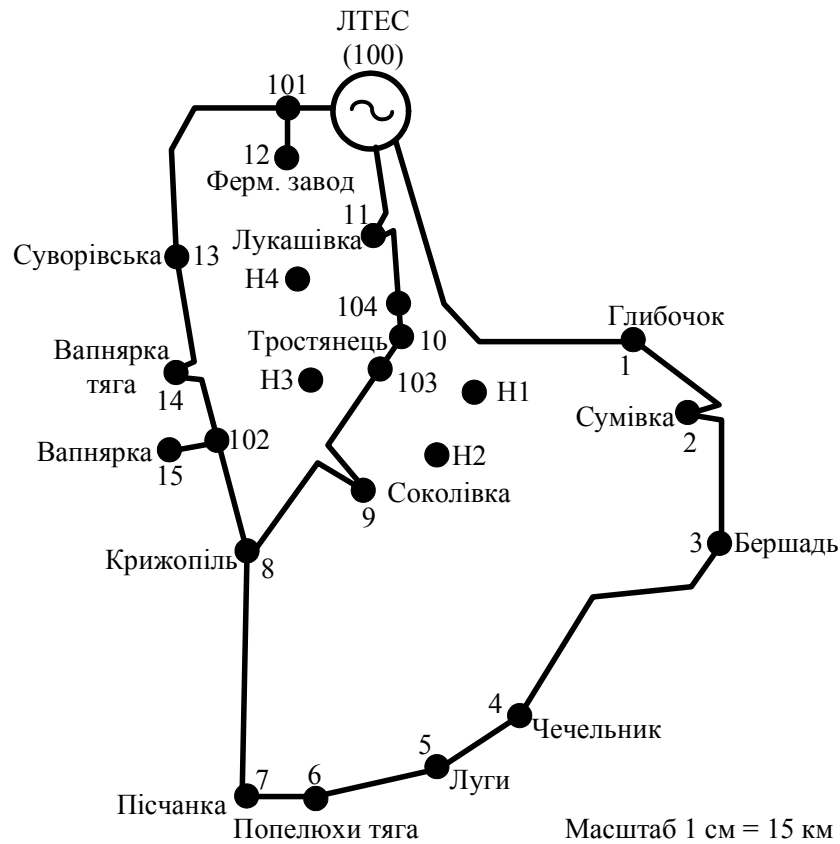 ЛТЕС
(100)
101
12
Ферм. завод
11
Лукашівка
Суворівська
13
Н4
104
Глибочок
Тростянець
10
1
Вапнярка
тяга
Н3
103
14
Н1
Сумівка
2
Вапнярка
102
15
Н2
Соколівка
9
3
Бершадь
Крижопіль
8
4
Чечельник
5
Луги
7
6
Пісчанка
Попелюхи тяга
Масштаб 1 см = 15 км